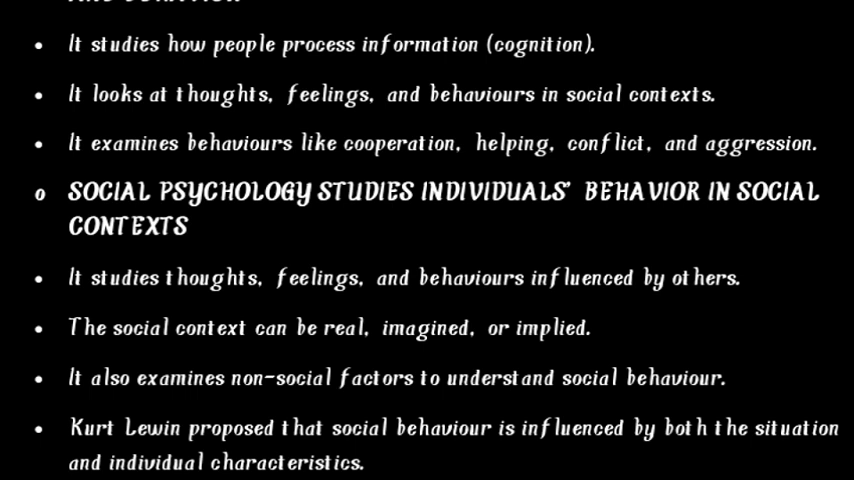 • It studies how people process information (cognition).
• It looks at thoughts, feelings, and behaviours in social contexts.
• It examines behaviours like cooperation, helping, conflict, and aggression.
o SOCIAL PSYCHOLOGY STUDIES INDIVIDUALS' BEHAVIOR IN SOCIAL
CONTEXTS
• It studies thoughts, feelings, and behaviours influenced by others.
• The social context can be real, imagined, or implied.
• It also examines non-social factors to understand social behaviour.
• Kurt Lewin proposed that social behaviour is influenced by both the situation
and individual characteristics.